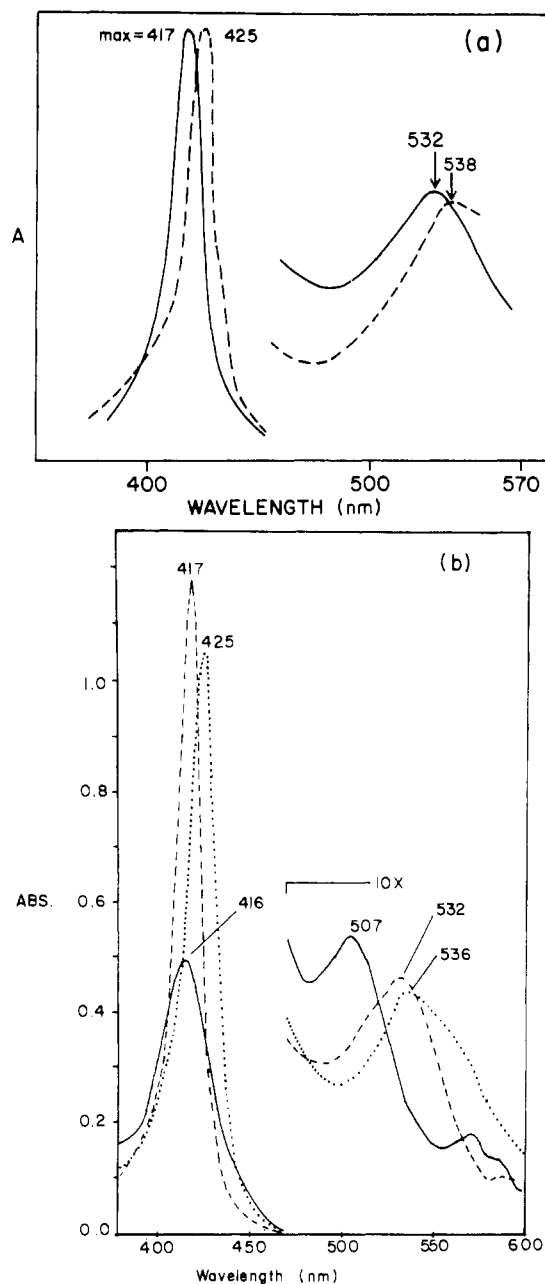 max = 417 425 (a)
532
538
A
400 500 570
WAVELENGTH (nm)
(b)
417
425
1.0
0.8
0.6
ABS.
0.4
0.2
0.0
416
10X
507
532
536
400 450 500 550 600
Wavelength (nm)